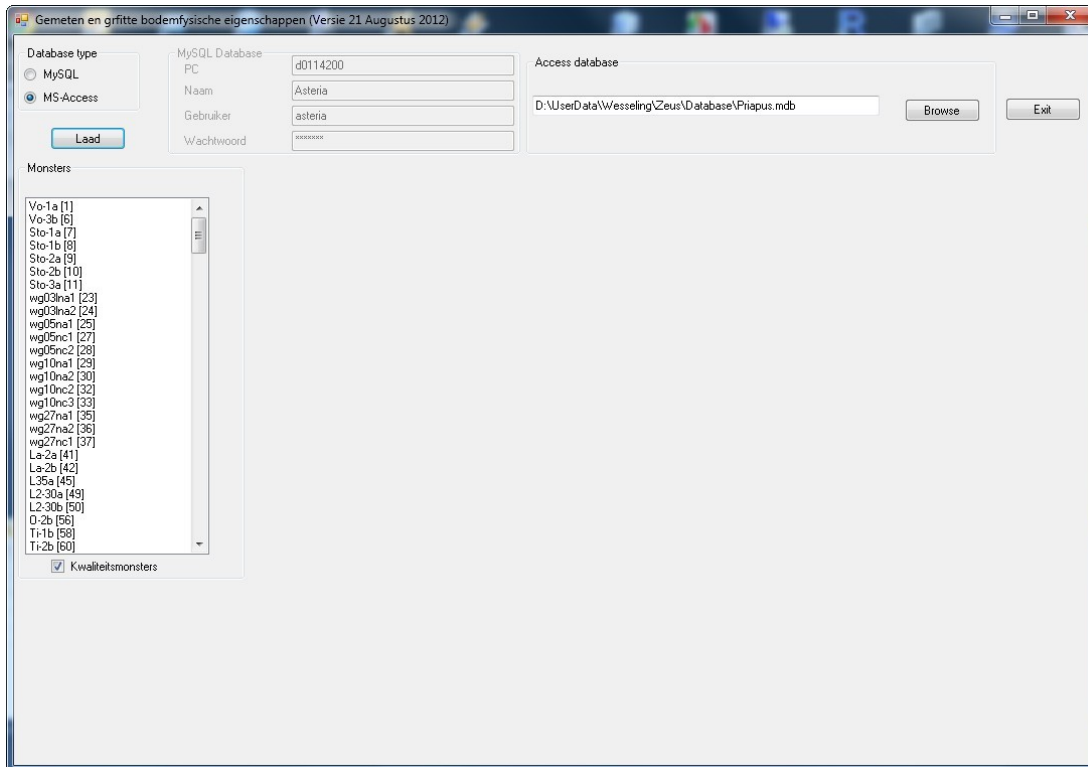 Gemeten en grfitte bodemfysische eigenschappen (Versie 21 Augustus 2012)
Database type
MySQL
MS-Access
Laad
MySQL Database
PC
d0114200
Naam
Asteria
Gebruiker
asteria
Wachtwoord
×××××××
Access database
D:\UserData\Wesseling\Zeus\Database\Priapus.mdb
Browse
Exit
Monsters
Vo-1a [1]
Vo-3b [6]
Sto-1a [7]
Sto-1b [8]
Sto-2a [9]
Sto-2b [10]
Sto-3a [11]
wg03lna1 [23]
wg03lna2 [24]
wg05na1 [25]
wg05nc1 [27]
wg05nc2 [28]
wg10na1 [29]
wg10na2 [30]
wg10nc2 [32]
wg10nc3 [33]
wg27na1 [35]
wg27na2 [36]
wg27nc1 [37]
La-2a [41]
La-2b [42]
L35a [45]
L2-30a [49]
L2-30b [50]
O-2b [56]
Ti-1b [58]
Ti-2b [60]
Kwaliteitsmonsters